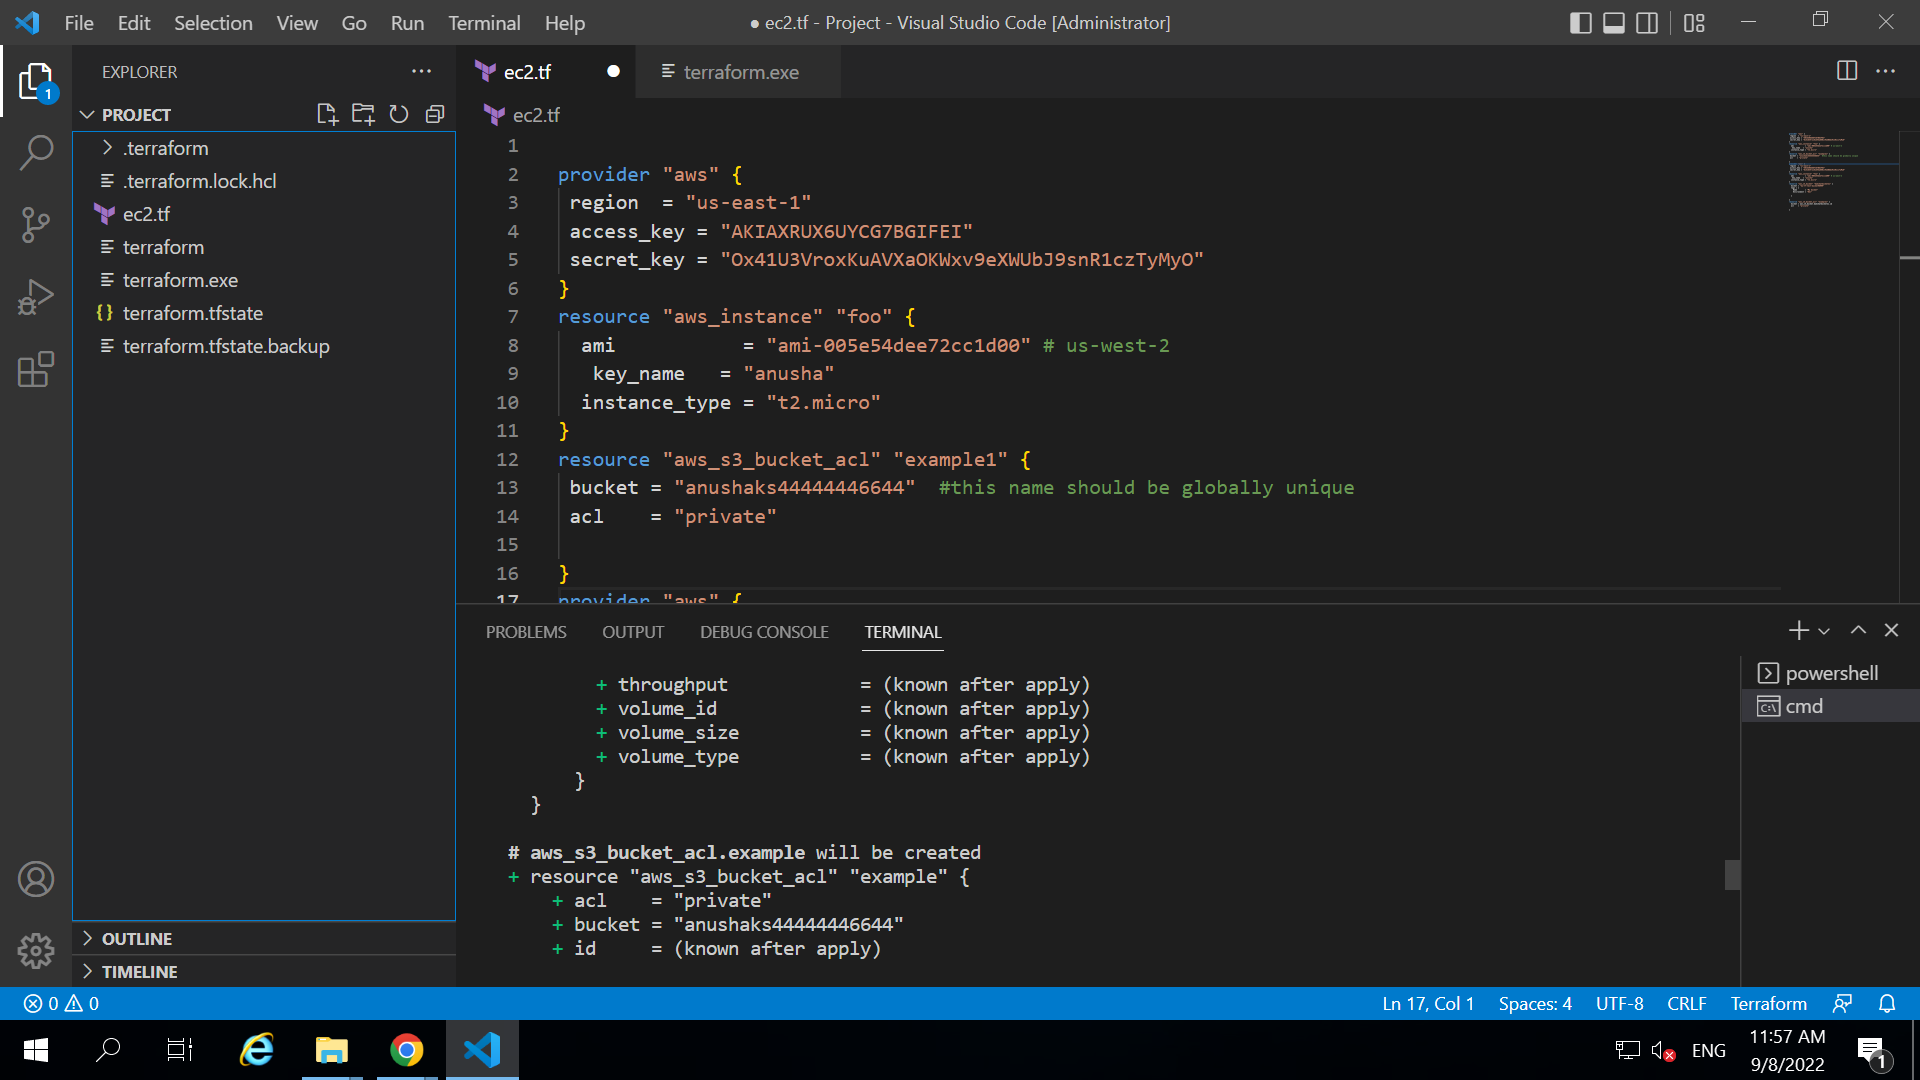 File Edit Selection View Go Run Terminal Help
● ec2.tf - Project - Visual Studio Code [Administrator]
EXPLORER
1
PROJECT
.terraform
.terraform.lock.hcl
ec2.tf
terraform
terraform.exe
terraform.tfstate
terraform.tfstate.backup
OUTLINE
TIMELINE
ec2.tf
terraform.exe
ec2.tf
1
2 provider "aws" {
3 region = "us-east-1"
4 access_key = "AKIAXRUX6UYCG7BGIFEI"
5 secret_key = "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"
6 }
7 resource "aws_instance" "foo" {
8 ami = "ami-005e54dee72cc1d00" # us-west-2
9 key_name = "anusha"
10 instance_type = "t2.micro"
11 }
12 resource "aws_s3_bucket_acl" "example1" {
13 bucket = "anushaks44444446644" #this name should be globally unique
14 acl = "private"
15
16 }
17 provider "aws" {
PROBLEMS OUTPUT DEBUG CONSOLE TERMINAL
+ throughput = (known after apply)
+ volume_id = (known after apply)
+ volume_size = (known after apply)
+ volume_type = (known after apply)
}
}
# aws_s3_bucket_acl.example will be created
+ resource "aws_s3_bucket_acl" "example" {
+ acl = "private"
+ bucket = "anushaks44444446644"
+ id = (known after apply)
powershell
cmd
0 0
Ln 17, Col 1 Spaces: 4 UTF-8 CRLF Terraform
ENG
11:57 AM
9/8/2022
1